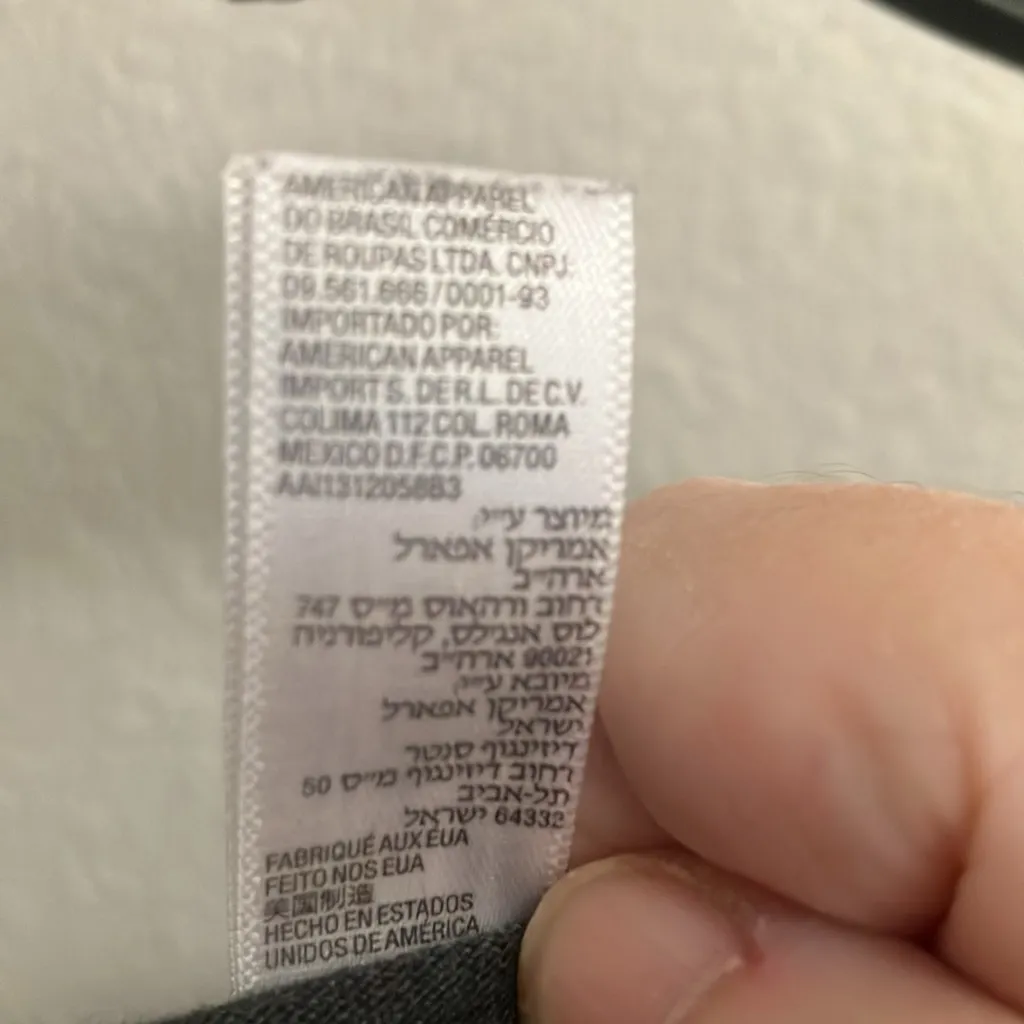 AMERICAN APPAREL
DO BRASIL COMÉRCIO
DE ROUPAS LTDA. CNPJ:
09.561.666/0001-93
IMPORTADO POR:
AMERICAN APPAREL
IMPORT S. DE R.L. DE C.V.
COLIMA 112 COL. ROMA
MEXICO D.F. C.P. 06700
AAI1312058B3
מיוצר ע״י:
אמריקן אפארל
ארה״ב
רחוב ורהאוס מ״ס 747
לוס אנג׳לס, קליפורניה
90021 ארה״ב
מיובא ע״י:
אמריקן אפארל
ישראל
דיזינגוף סנטר
רחוב דיזינגוף מ״ס 50
תל-אביב
64332 ישראל
FABRIQUÉ AUX ÉUA
FEITO NOS EUA
美国制造
HECHO EN ESTADOS
UNIDOS DE AMÉRICA